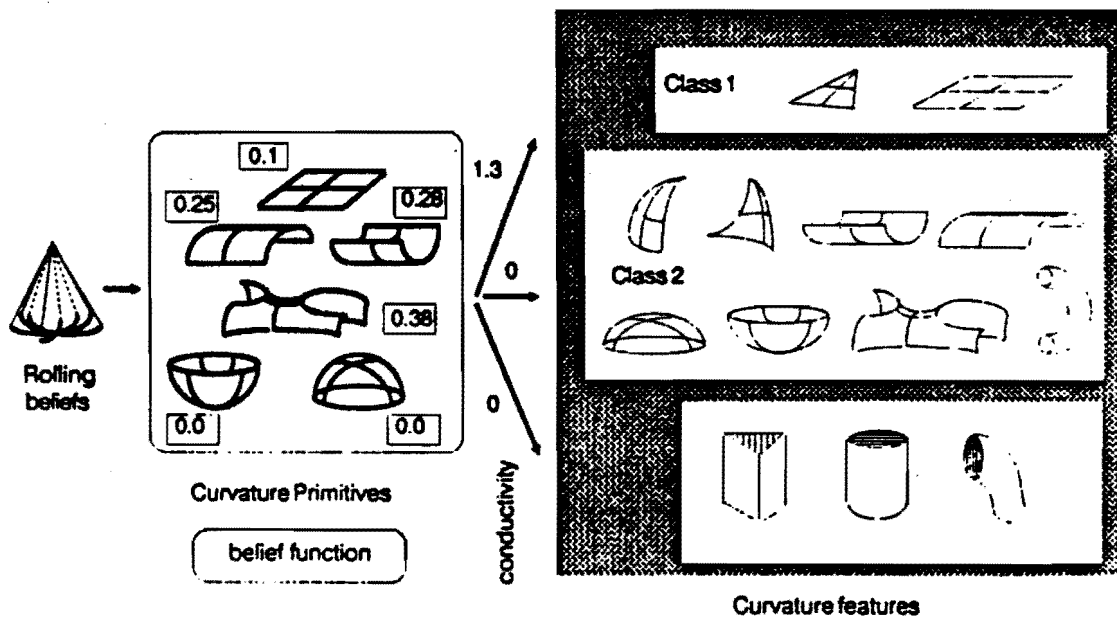 0.1
0.25
0.28
0.38
0.0
0.0
Rolling
beliefs
Curvature Primitives
belief function
1.3
0
0
conductivity
Class 1
Class 2
Curvature features